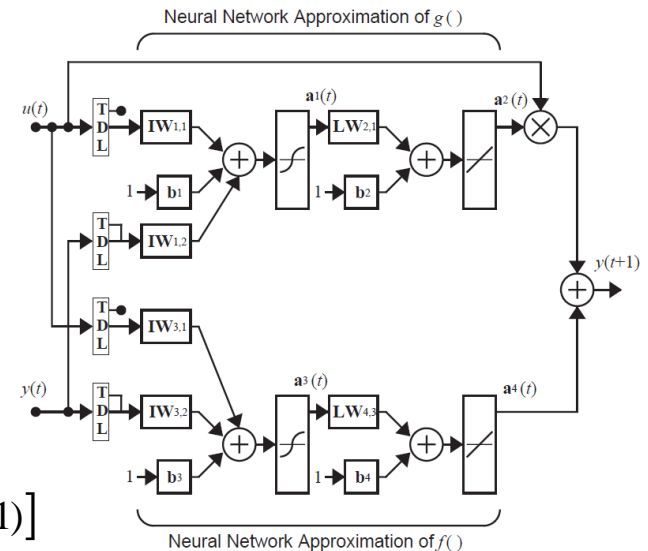 Neural Network Approximation of g ( )
u(t)
T
D
L
IW1,1
a1(t)
LW2,1
a2 (t)
1
b1
1
b2
T
D
L
IW1,2
y(t+1)
T
D
L
IW3,1
y(t)
T
D
L
IW3,2
a3 (t)
LW4,3
a4 (t)
1
b3
1
b4
1)]
Neural Network Approximation of f ( )